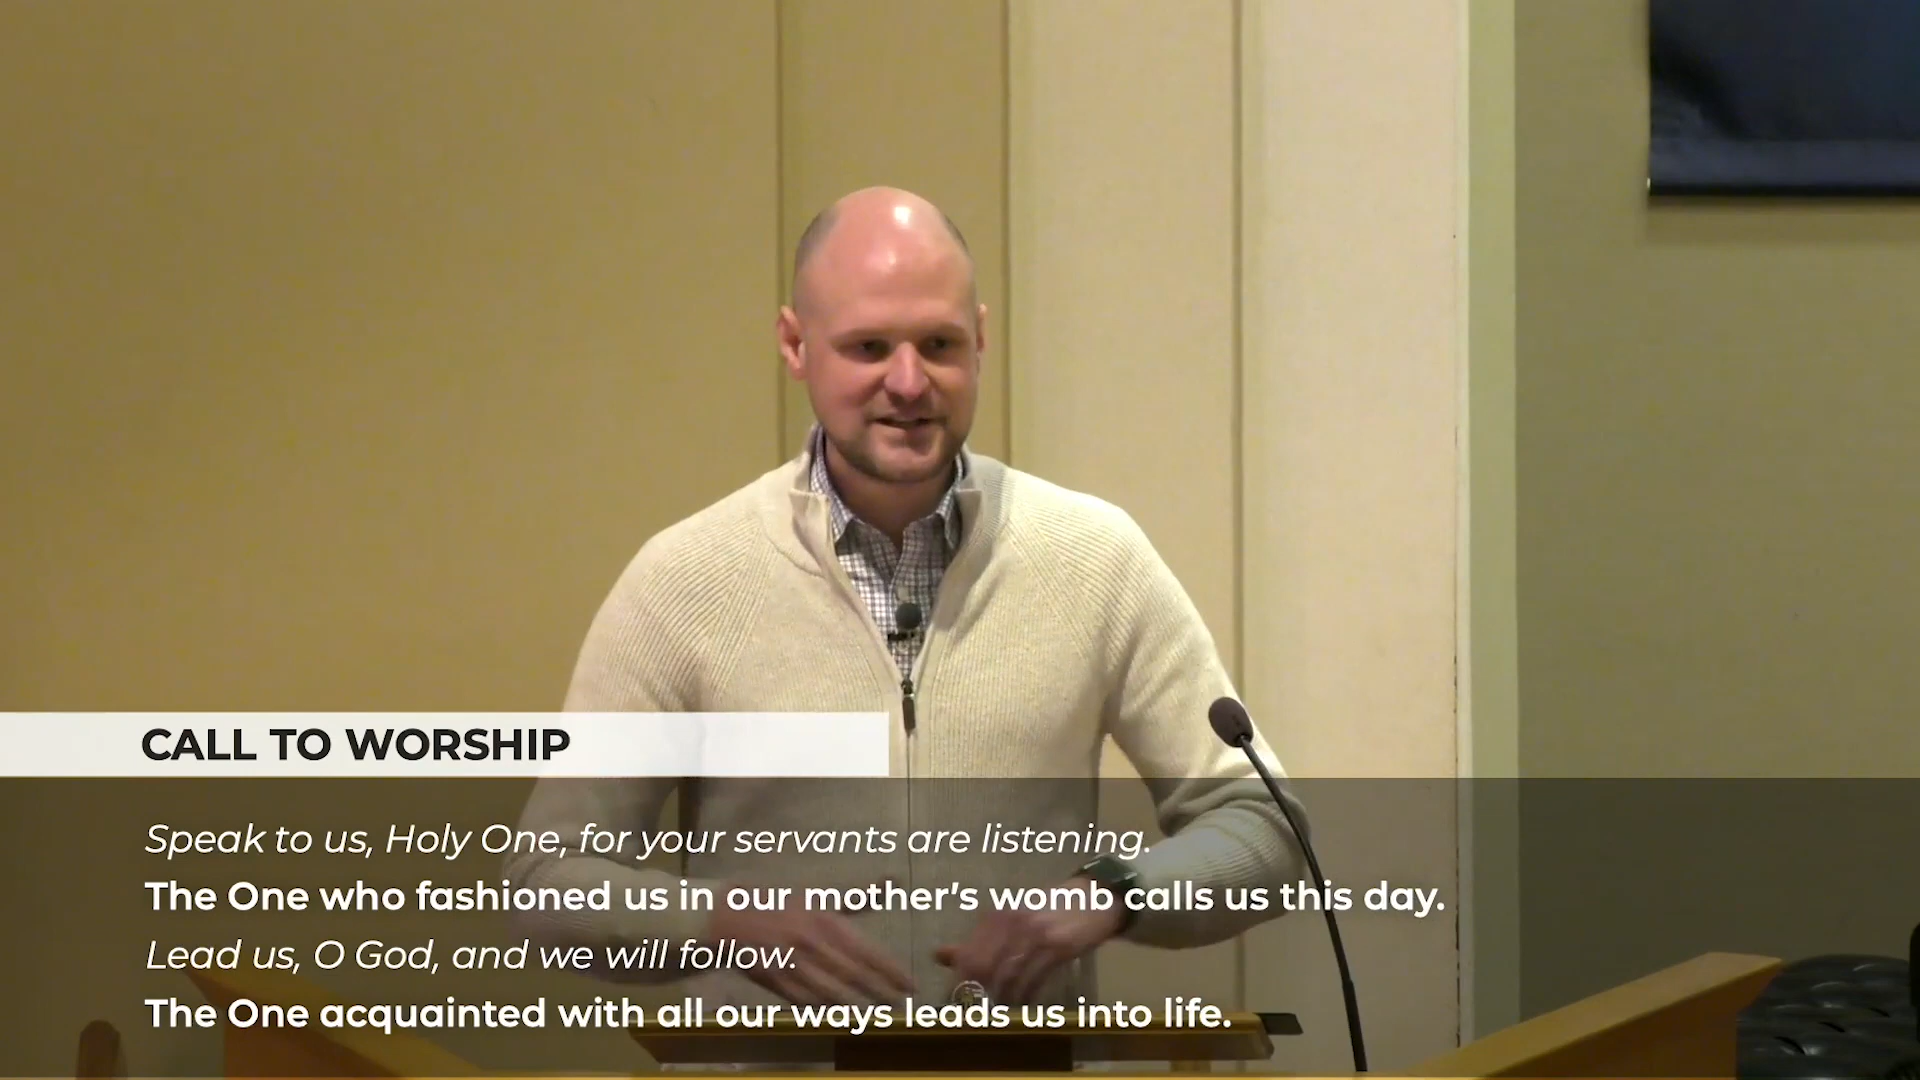 CALL TO WORSHIP
Speak to us, Holy One, for your servants are listening.
The One who fashioned us in our mother's womb calls us this day.
Lead us, O God, and we will follow.
The One acquainted with all our ways leads us into life.